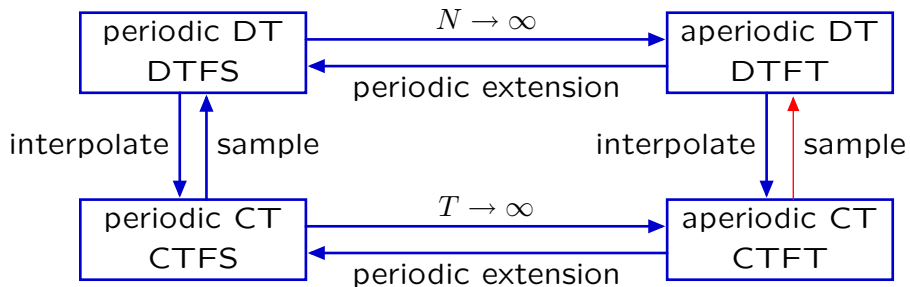 periodic DT
DTFS
N → ∞
periodic extension
aperiodic DT
DTFT
interpolate
sample
interpolate
sample
periodic CT
CTFS
T → ∞
periodic extension
aperiodic CT
CTFT